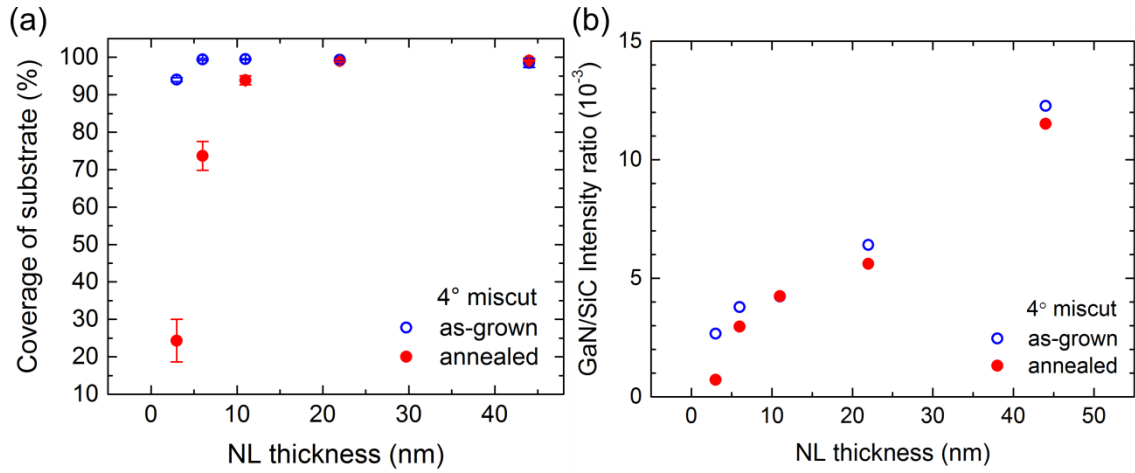 (a)
100
90
80
70
60
50
40
30
20
10
Coverage of substrate (%)
4° miscut
as-grown
annealed
0
10
20
30
40
NL thickness (nm)
(b)
15
10
5
0
GaN/SiC Intensity ratio (10⁻³)
4° miscut
as-grown
annealed
0
10
20
30
40
50
NL thickness (nm)